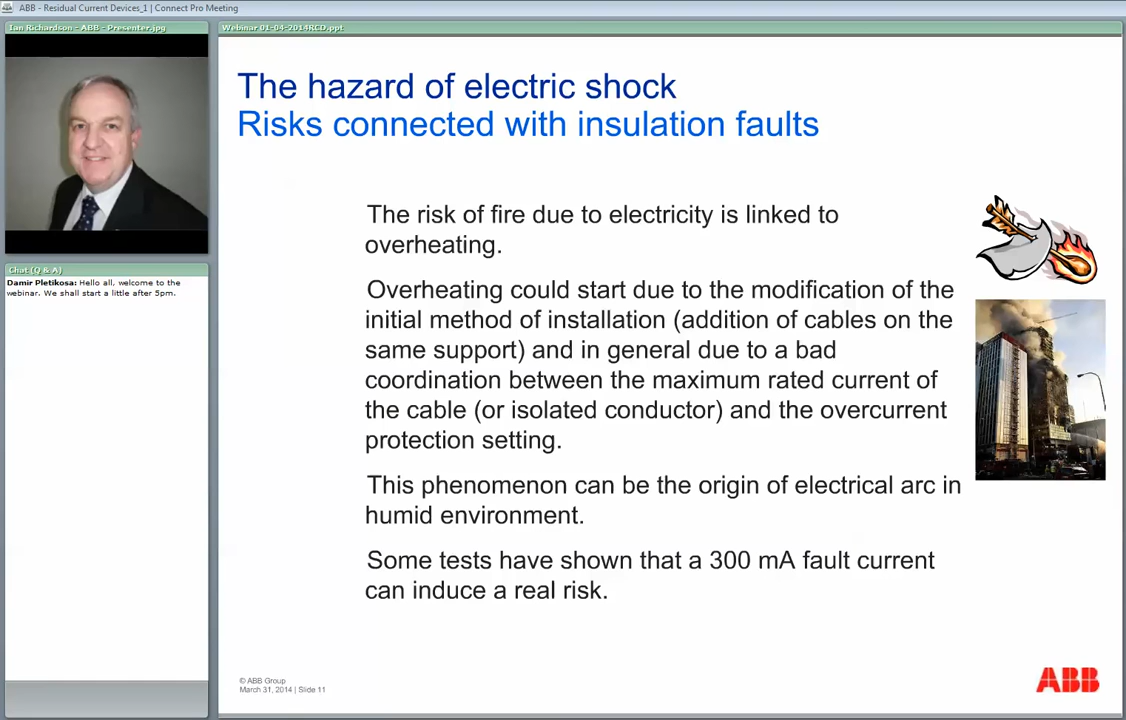 ABB - Residual Current Devices_1 | Connect Pro Meeting
Ian Richardson - ABB - Presenter.jpg
Webinar 01-04-2014RCD.ppt
The hazard of electric shock
Risks connected with insulation faults
The risk of fire due to electricity is linked to
overheating.
Overheating could start due to the modification of the
initial method of installation (addition of cables on the
same support) and in general due to a bad
coordination between the maximum rated current of
the cable (or isolated conductor) and the overcurrent
protection setting.
This phenomenon can be the origin of electrical arc in
humid environment.
Some tests have shown that a 300 mA fault current
can induce a real risk.
Chat (Q & A)
Damir Pletikosa: Hello all, welcome to the
webinar. We shall start a little after 5pm.
© ABB Group
March 31, 2014 | Slide 11
ABB